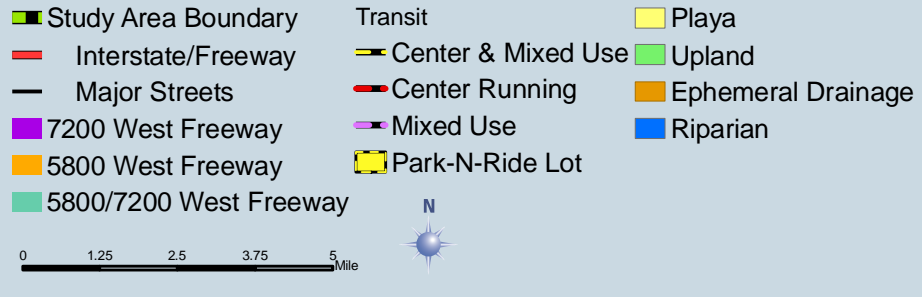 Study Area Boundary
Interstate/Freeway
Major Streets
7200 West Freeway
5800 West Freeway
5800/7200 West Freeway
Transit
Center & Mixed Use
Center Running
Mixed Use
Park-N-Ride Lot
Playa
Upland
Ephemeral Drainage
Riparian
N
0 1.25 2.5 3.75 5
Mile